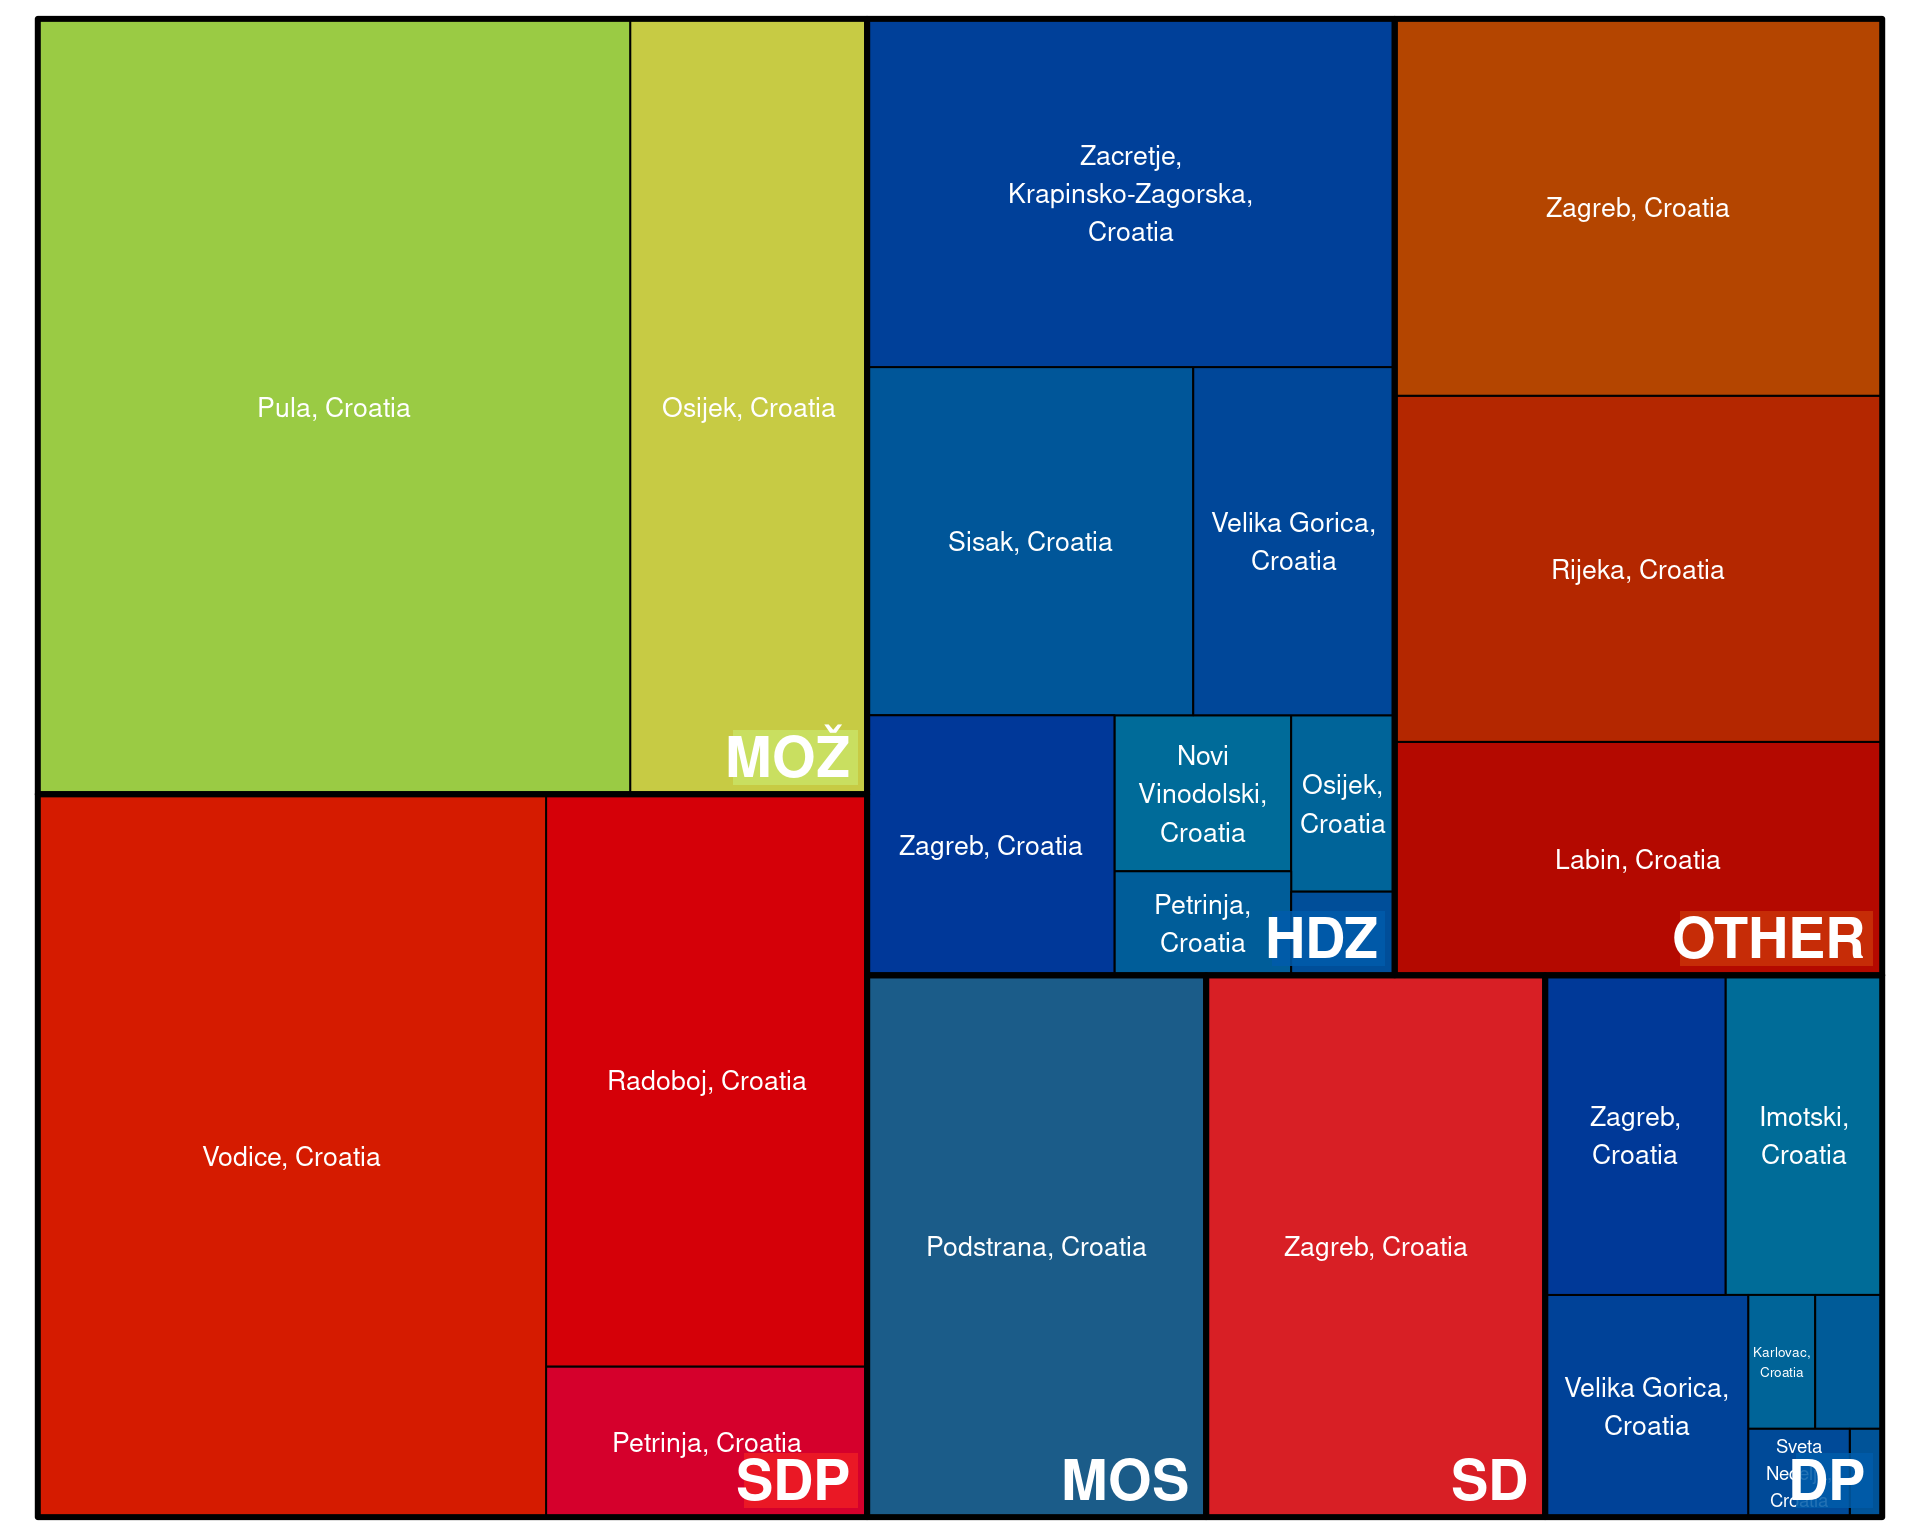 Pula, Croatia
Osijek, Croatia
MOŽ
Vodice, Croatia
Radoboj, Croatia
Petrinja, Croatia
SDP
Zacretje,
Krapinsko-Zagorska,
Croatia
Sisak, Croatia
Velika Gorica,
Croatia
Zagreb, Croatia
Novi
Vinodolski,
Croatia
Osijek,
Croatia
Petrinja,
Croatia
HDZ
Zagreb, Croatia
Rijeka, Croatia
Labin, Croatia
OTHER
Podstrana, Croatia
MOS
Zagreb, Croatia
SD
Zagreb,
Croatia
Imotski,
Croatia
Velika Gorica,
Croatia
Karlovac,
Croatia
Sveta
Croatia
DP